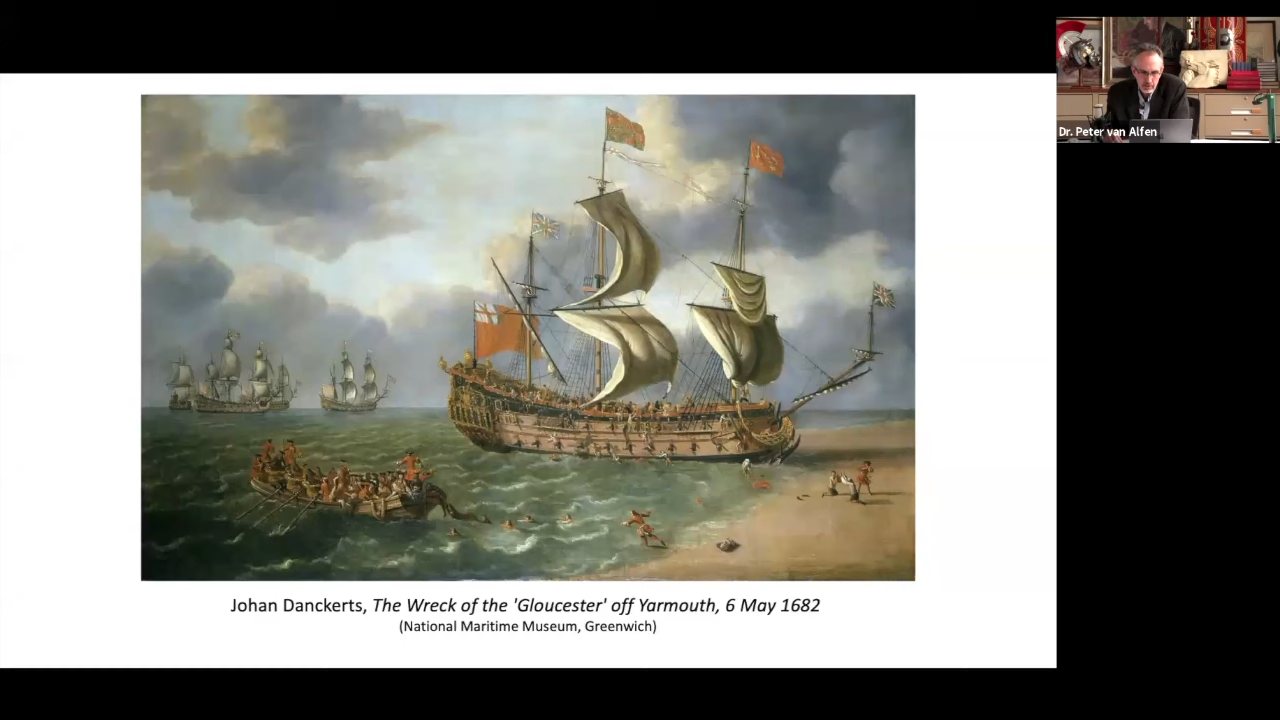 Dr. Peter van Alfen
Johan Danckerts, The Wreck of the 'Gloucester' off Yarmouth, 6 May 1682
(National Maritime Museum, Greenwich)